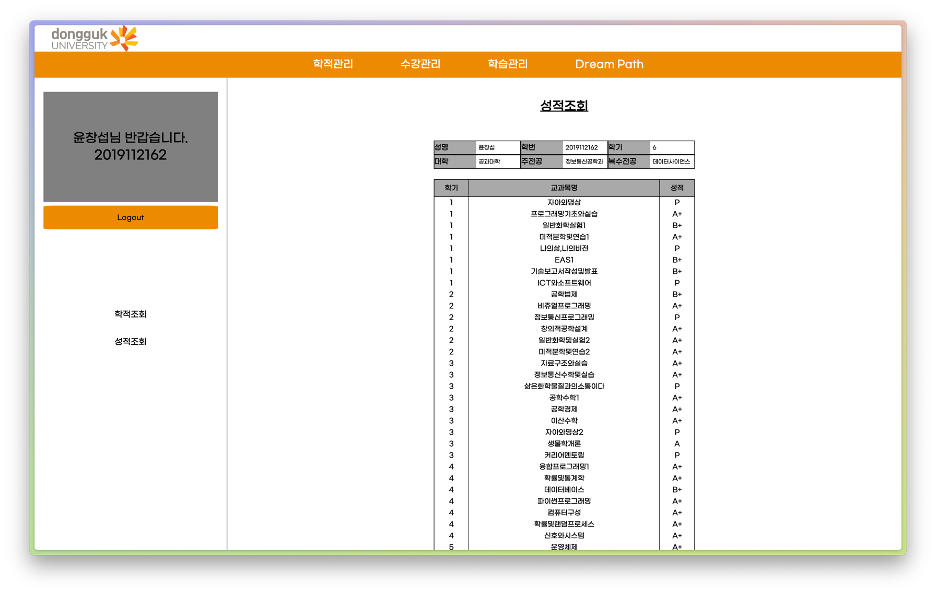 dongguk
UNIVERSITY
학적관리 수강관리 학습관리 Dream Path
윤창섭님 반갑습니다.
2019112162
Logout
학적조회
성적조회
성적조회
성명 윤창섭 학번 2019112162 학기 6
대학 공과대학 주전공 정보통신공학과 복수전공 데이터사이언스
학기 교과목명 성적
1 자아와명상 P
1 프로그래밍기초와실습 A+
1 일반화학실험1 B+
1 미적분학및연습1 A+
1 나의삶,나의비전 P
1 EAS1 B+
1 기술보고서작성및발표 B+
1 ICT와소프트웨어 P
2 공학법제 B+
2 비쥬얼프로그래밍 A+
2 정보통신프로그래밍 P
2 창의적공학설계 A+
2 일반화학및실험2 A+
2 미적분학및연습2 A+
3 자료구조와실습 A+
3 정보통신수학및실습 A+
3 삶은화학물질과의소통이다 P
3 공학수학1 A+
3 공학경제 A+
3 이산수학 A+
3 자아와명상2 P
3 생물학개론 A
3 커리어멘토링 P
4 융합프로그래밍1 A+
4 확률및통계학 A+
4 데이터베이스 B+
4 파이썬프로그래밍 A+
4 컴퓨터구성 A+
4 확률및랜덤프로세스 A+
4 신호와시스템 A+
5 운영체제 A+